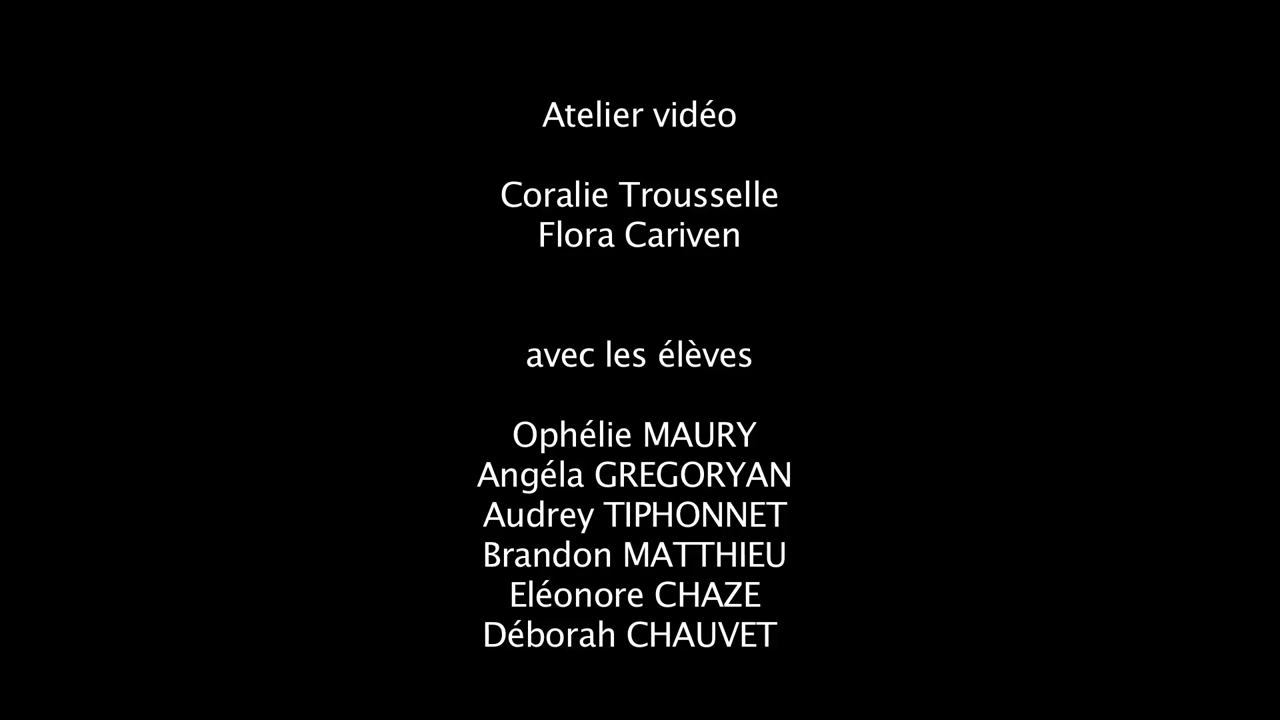 Atelier vidéo
Coralie Trousselle
Flora Cariven
avec les élèves
Ophélie MAURY
Angéla GREGORYAN
Audrey TIPHONNET
Brandon MATTHIEU
Eléonore CHAZE
Déborah CHAUVET